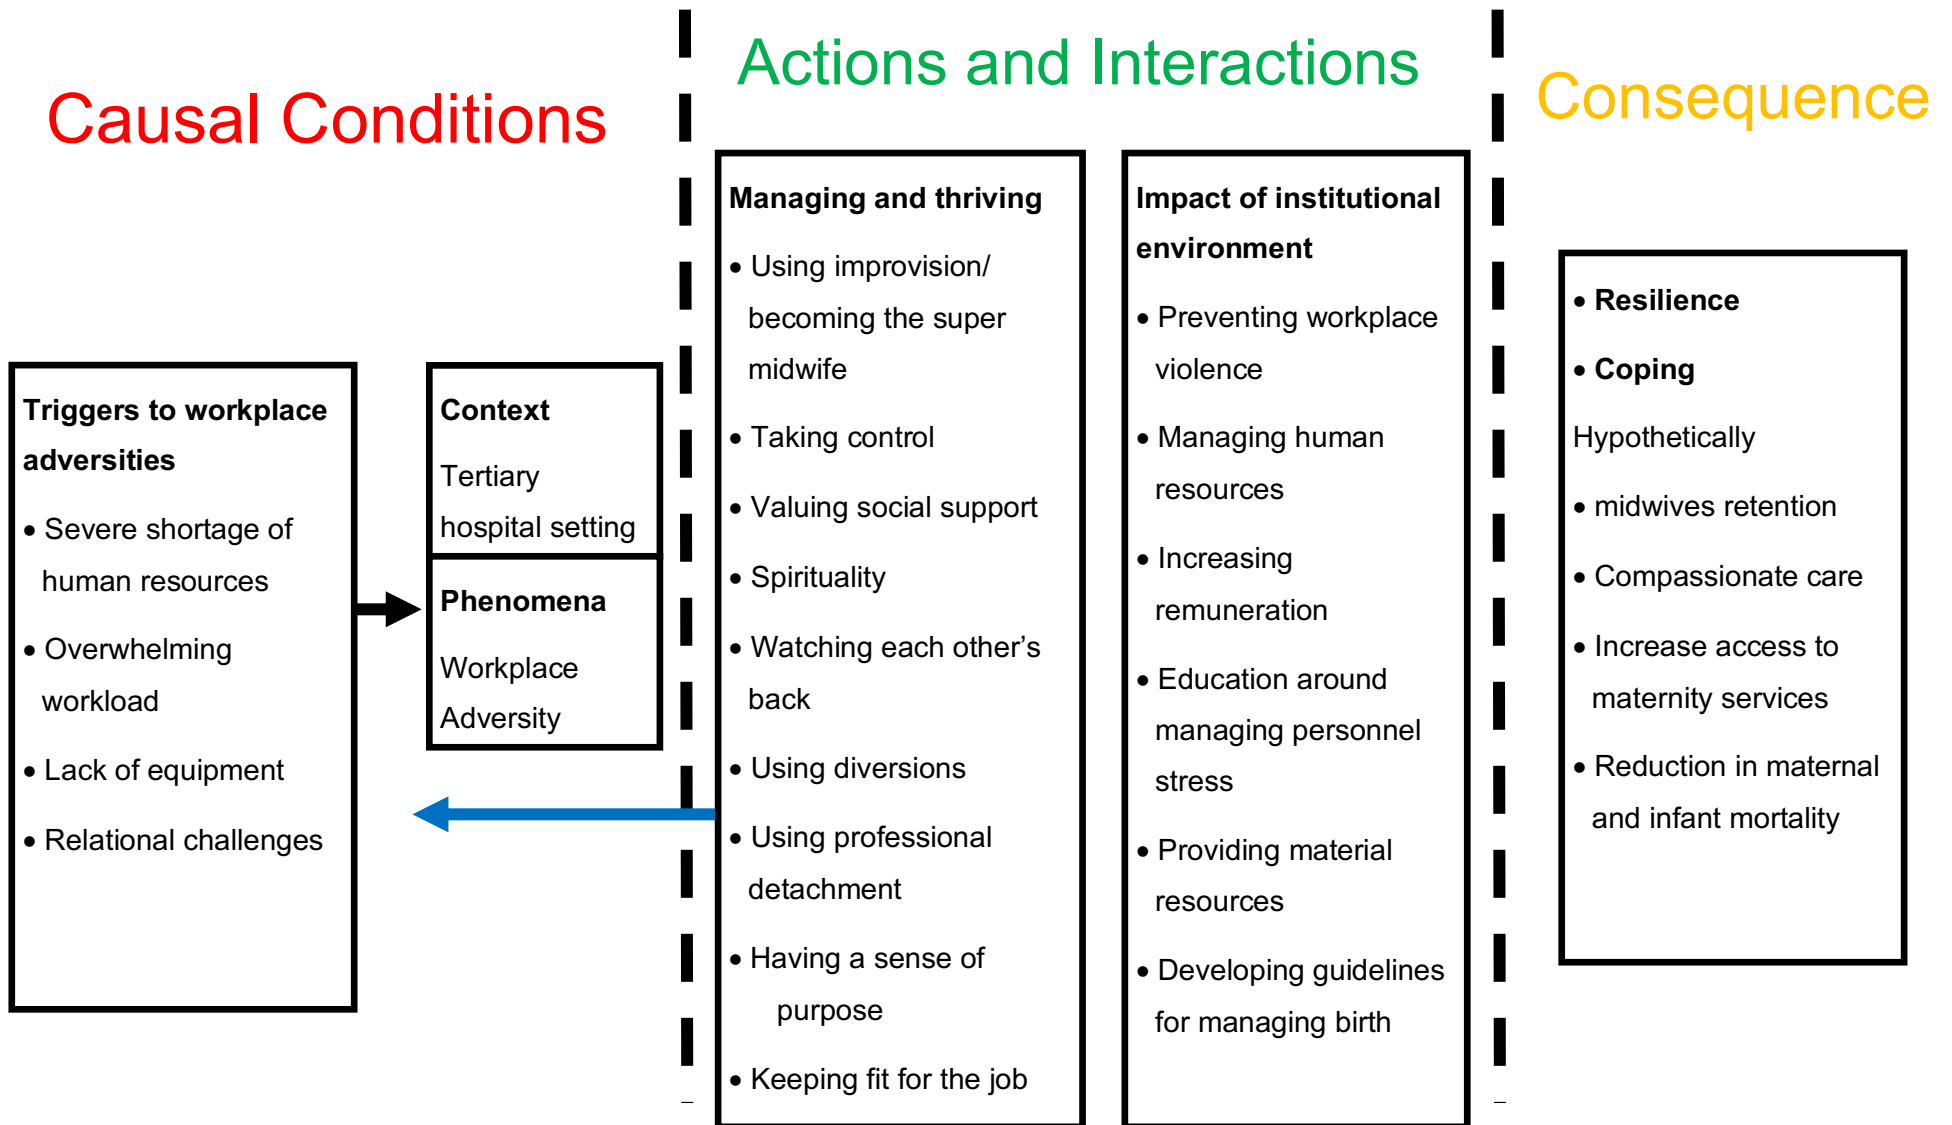 Causal Conditions
Triggers to workplace
adversities
• Severe shortage of
human resources
• Overwhelming
workload
• Lack of equipment
• Relational challenges
Context
Tertiary
hospital setting
Phenomena
Workplace
Adversity
Actions and Interactions
Managing and thriving
• Using improvision/
becoming the super
midwife
• Taking control
• Valuing social support
• Spirituality
• Watching each other’s
back
• Using diversions
• Using professional
detachment
• Having a sense of
purpose
• Keeping fit for the job
Impact of institutional
environment
• Preventing workplace
violence
• Managing human
resources
• Increasing
remuneration
• Education around
managing personnel
stress
• Providing material
resources
• Developing guidelines
for managing birth
Consequence
• Resilience
• Coping
Hypothetically
• midwives retention
• Compassionate care
• Increase access to
maternity services
• Reduction in maternal
and infant mortality